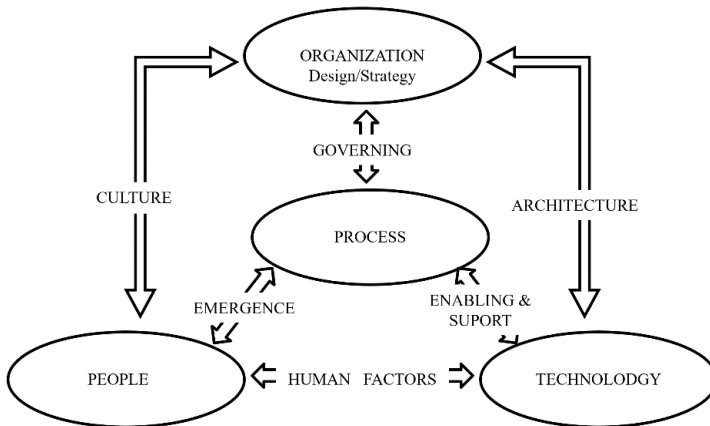 ORGANIZATION
Design/Strategy
GOVERNING
CULTURE
ARCHITECTURE
PROCESS
EMERGENCE
ENABLING &
SUPORT
PEOPLE
HUMAN FACTORS
TECHNOLODGY